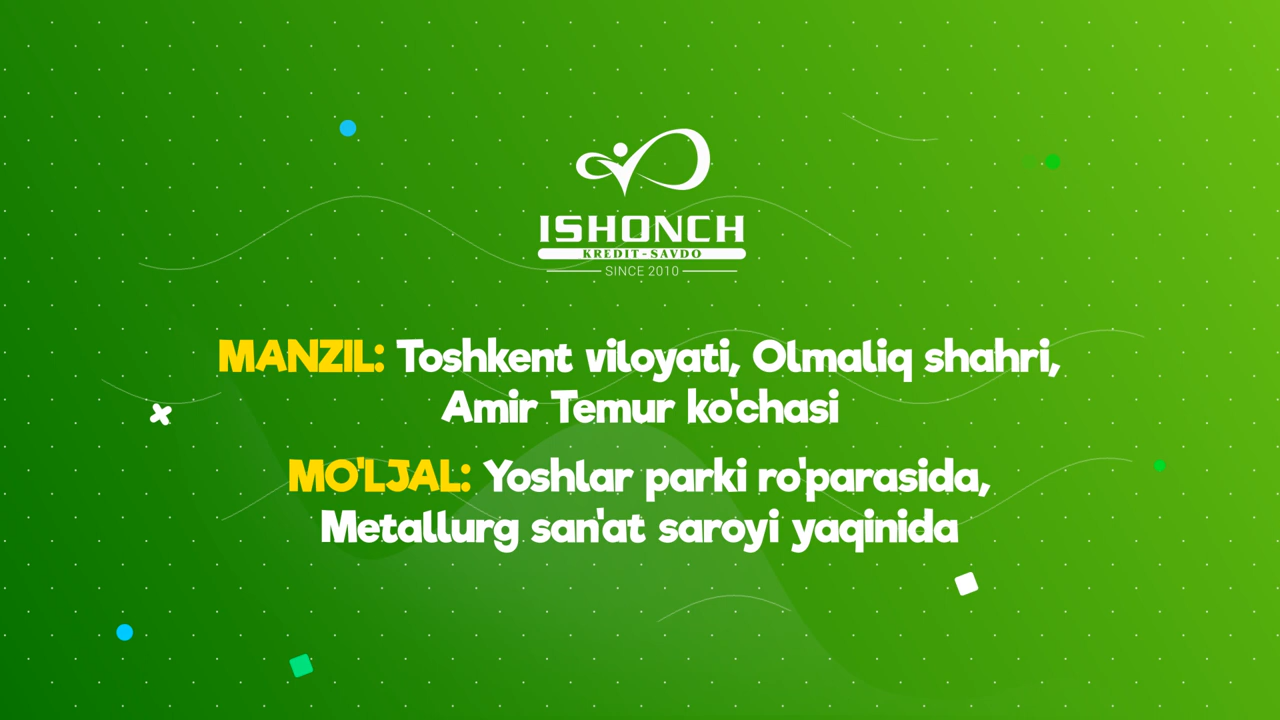 ISHONCH
KREDIT-SAVDO
SINCE 2010
MANZIL: Toshkent viloyati, Olmaliq shahri,
Amir Temur ko'chasi
MO'LJAL: Yoshlar parki ro'parasida,
Metallurg san'at saroyi yaqinida